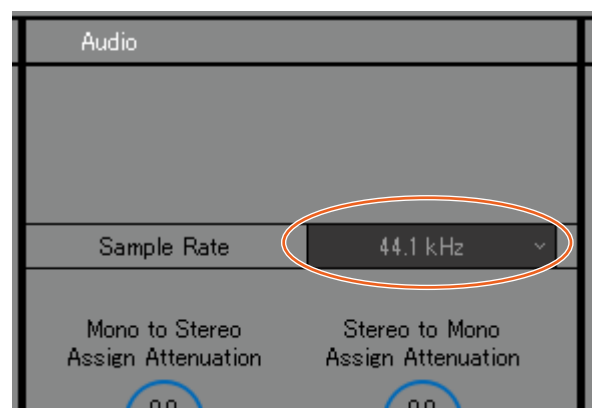 Audio
Sample Rate
44.1 kHz
Mono to Stereo
Assign Attenuation
Stereo to Mono
Assign Attenuation